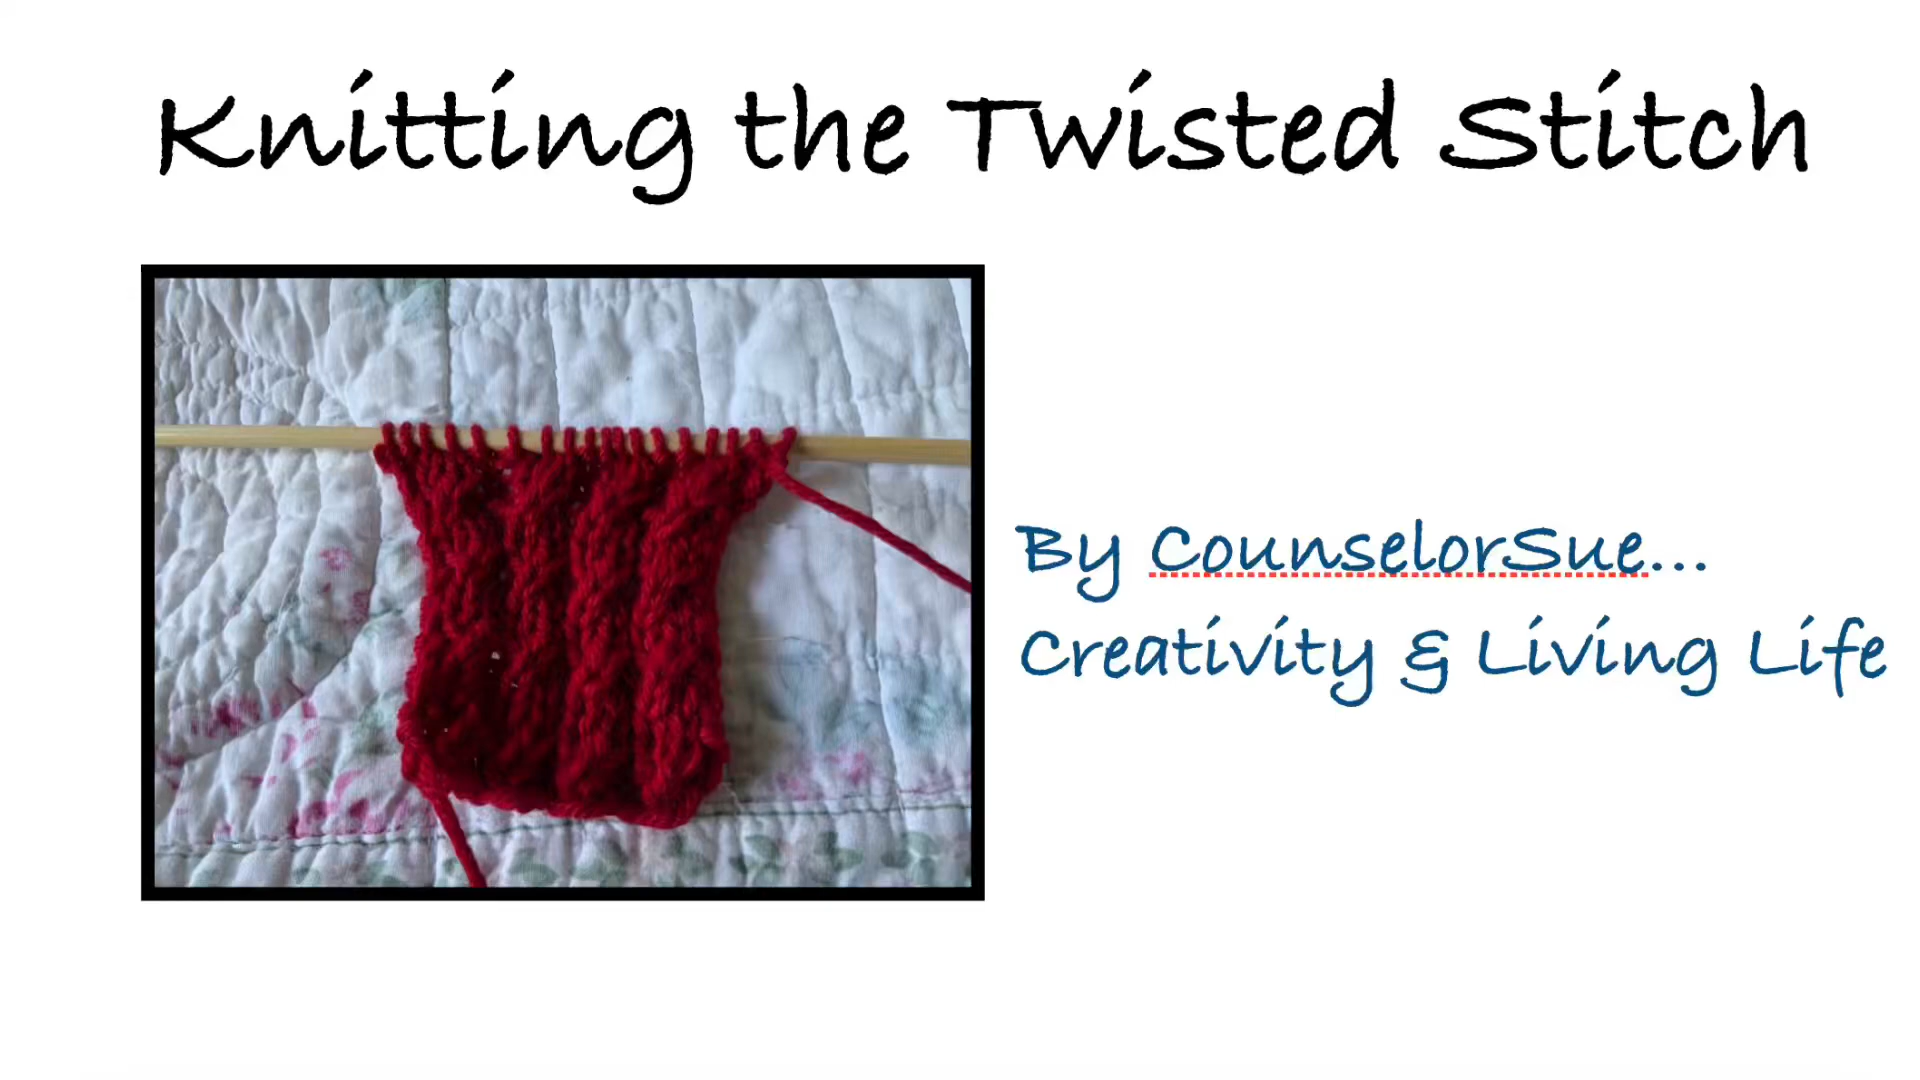 Knitting the Twisted Stitch
By CounselorSue...
Creativity & Living Life